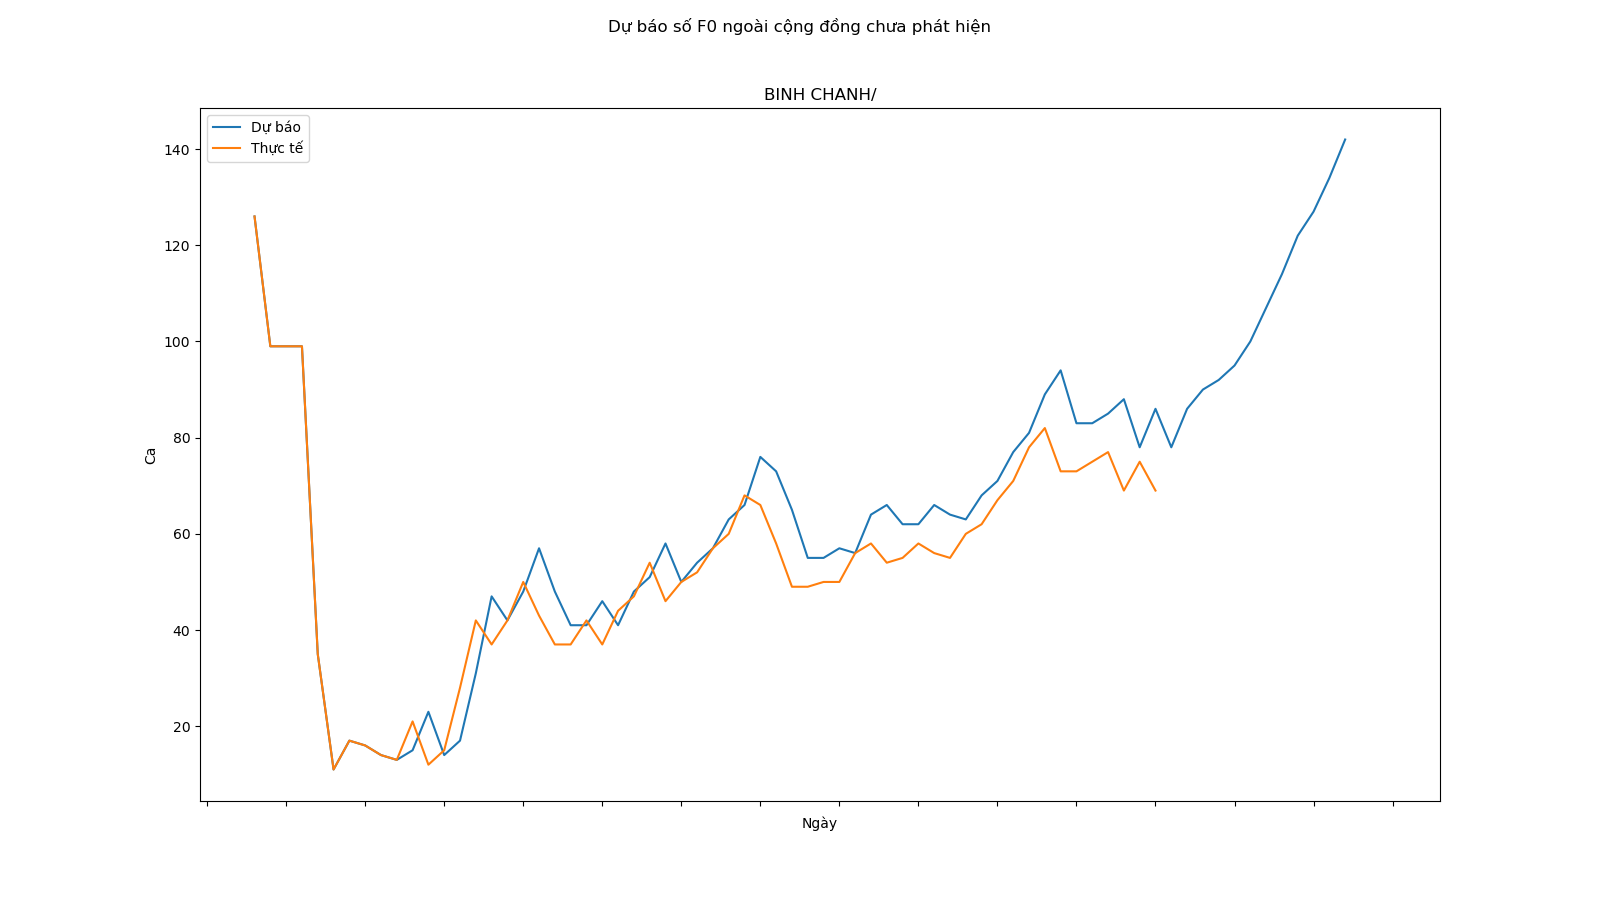 Dự báo số F0 ngoài cộng đồng chưa phát hiện
BINH CHANH/
Dự báo
Thực tế
140
120
100
80
60
40
20
Ca
Ngày